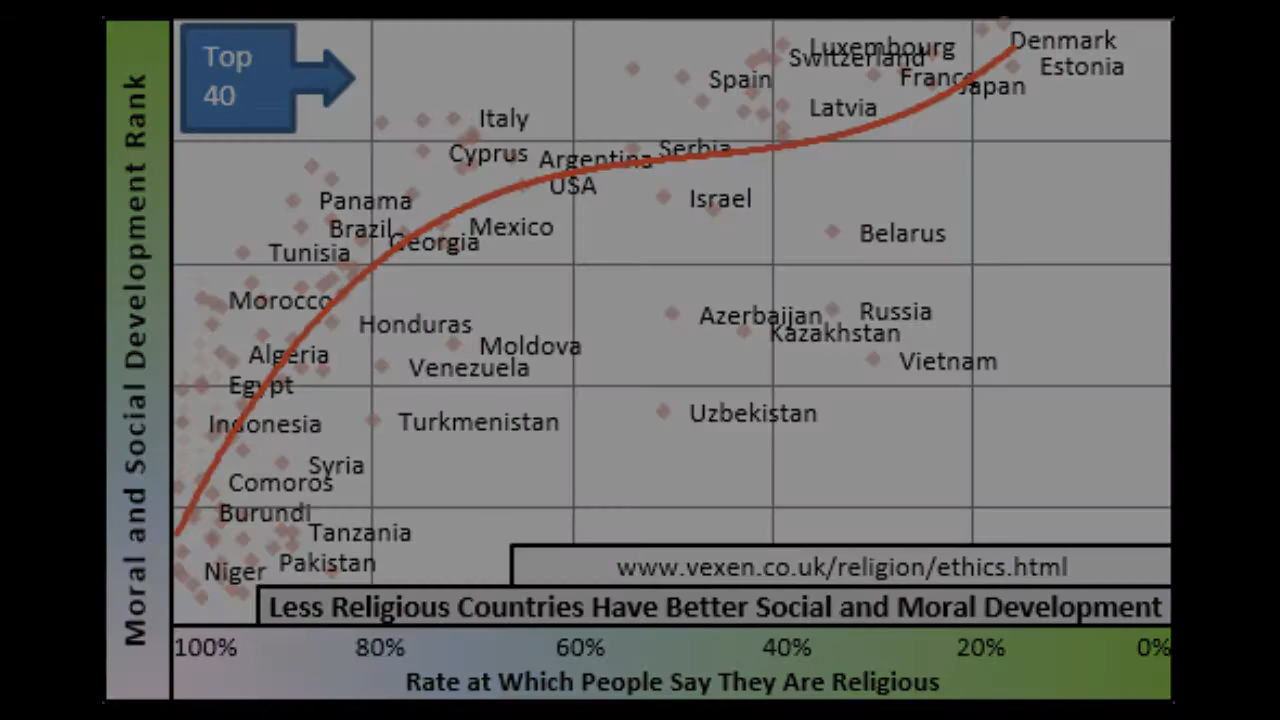 Moral and Social Development Rank
Top
40
Luxembourg
Denmark
Switzerland
Estonia
Spain
France
Japan
Latvia
Italy
Cyprus
Argentina
Serbia
USA
Israel
Panama
Brazil
Mexico
Belarus
Georgia
Tunisia
Morocco
Azerbaijan
Russia
Honduras
Kazakhstan
Moldova
Algeria
Venezuela
Vietnam
Egypt
Indonesia
Turkmenistan
Uzbekistan
Syria
Comoros
Burundi
Tanzania
Niger
Pakistan
www.vexen.co.uk/religion/ethics.html
Less Religious Countries Have Better Social and Moral Development
100% 80% 60% 40% 20% 0%
Rate at Which People Say They Are Religious